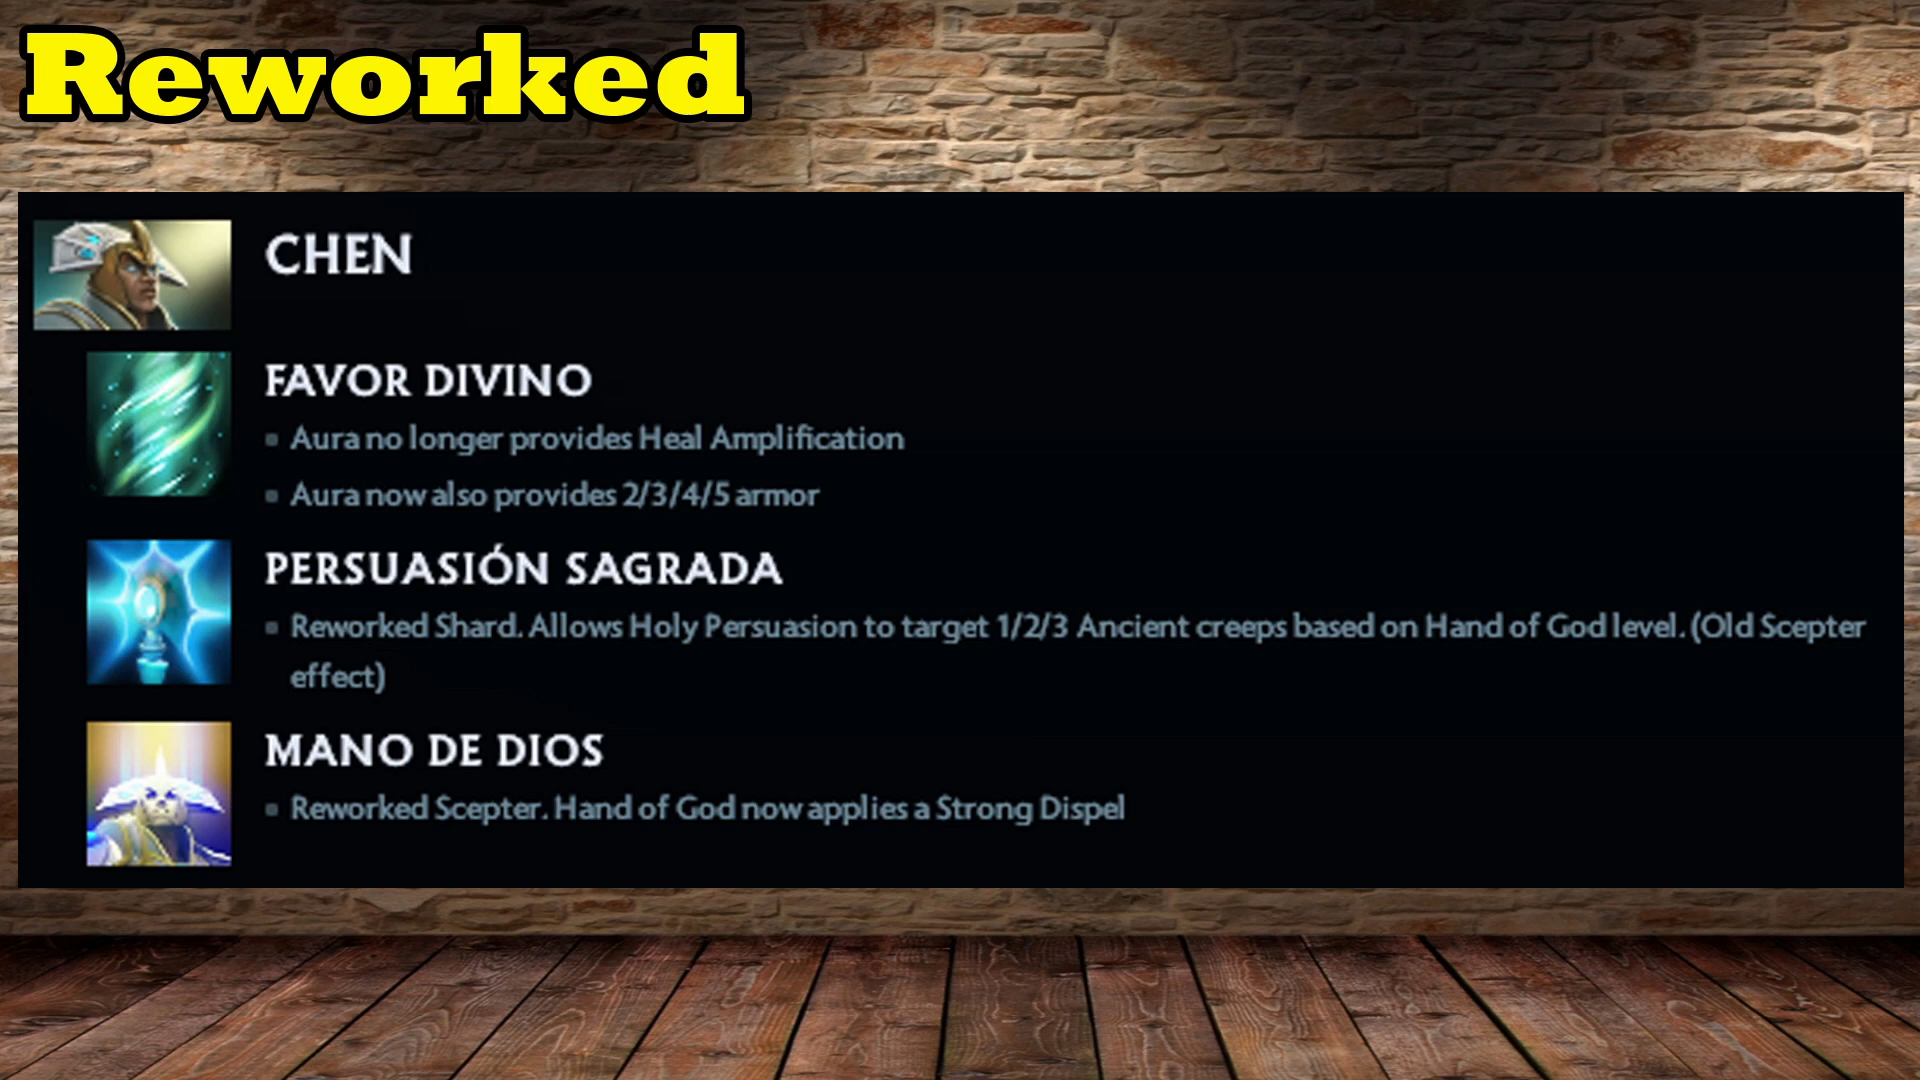 Reworked
CHEN
FAVOR DIVINO
Aura no longer provides Heal Amplification
Aura now also provides 2/3/4/5 armor
PERSUASIÓN SAGRADA
Reworked Shard. Allows Holy Persuasion to target 1/2/3 Ancient creeps based on Hand of God level. (Old Scepter
effect)
MANO DE DIOS
Reworked Scepter. Hand of God now applies a Strong Dispel